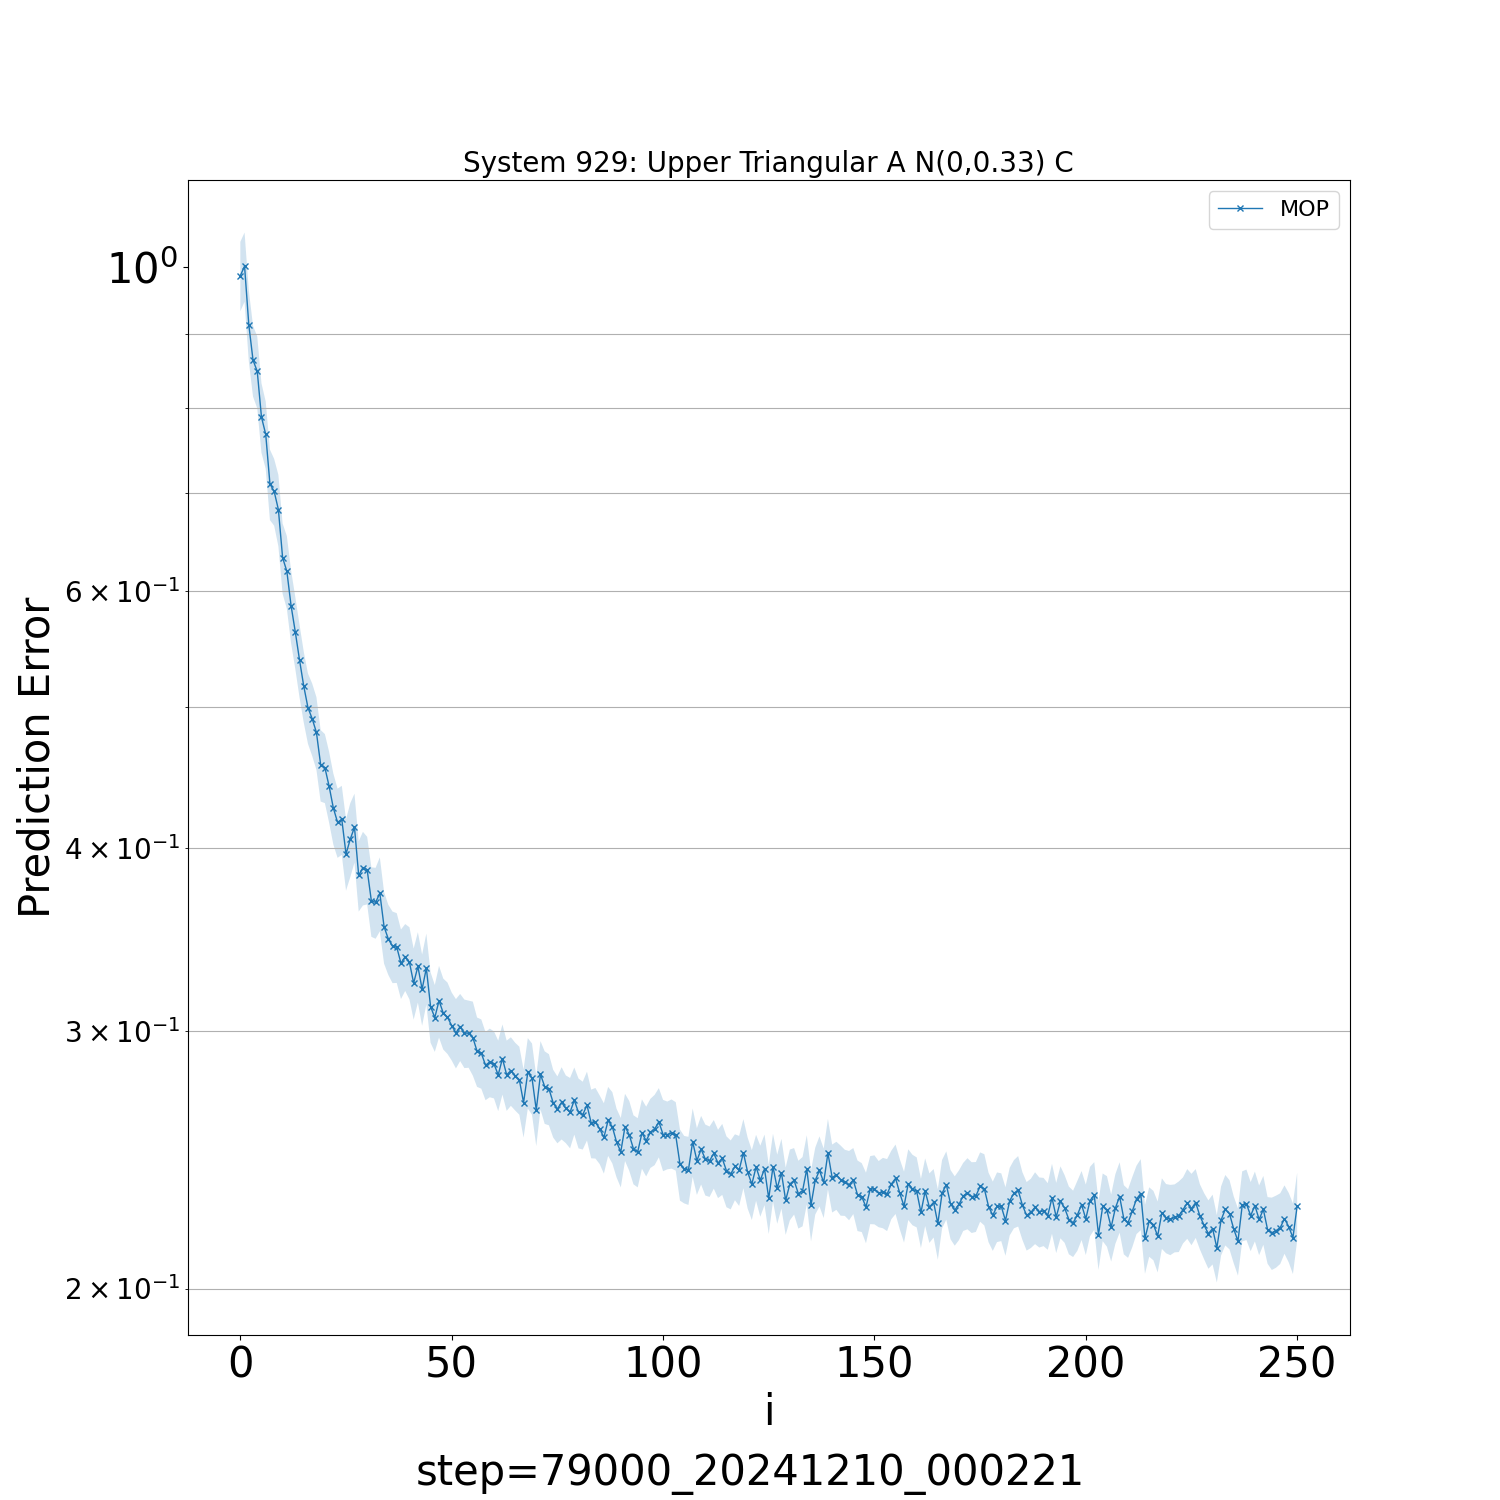 System 929: Upper Triangular A N(0,0.33) C
MOP
10⁰
6 × 10⁻¹
4 × 10⁻¹
3 × 10⁻¹
2 × 10⁻¹
Prediction Error
0 50 100 150 200 250
i
step=79000_20241210_000221